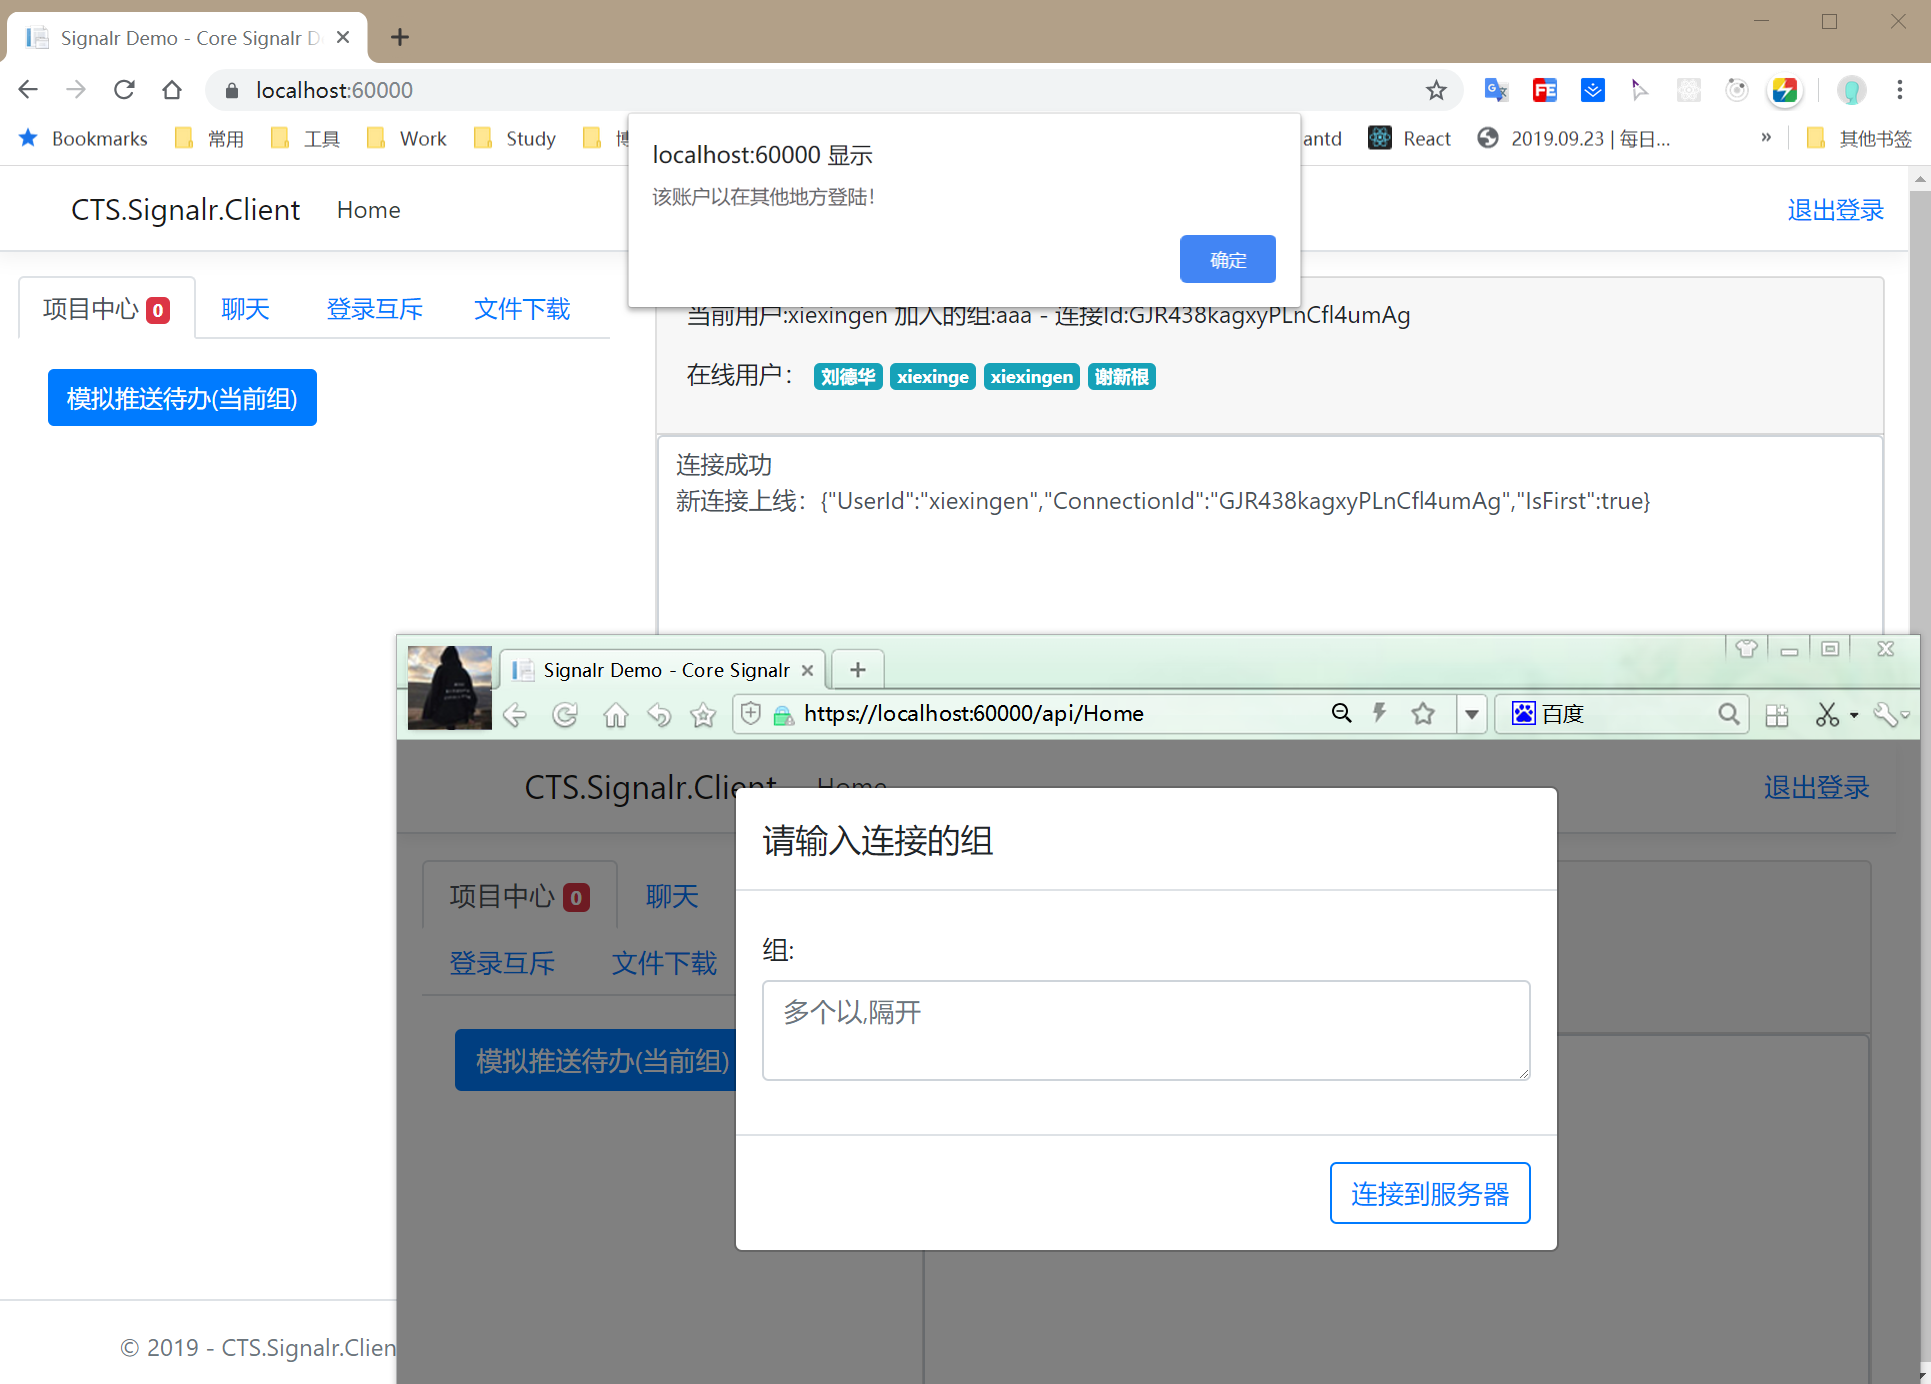 Signalr Demo - Core Signalr D
localhost:60000
Bookmarks 常用 工具 Work Study antd React 2019.09.23 | 每日... » 其他书签
localhost:60000 显示
该账户以在其他地方登陆!
确定
CTS.Signalr.Client Home 退出登录
项目中心 0 聊天 登录互斥 文件下载
模拟推送待办(当前组)
当前用户:xiexingen 加入的组:aaa - 连接Id:GJR438kagxyPLnCfl4umAg
在线用户: 刘德华 xiexinge xiexingen 谢新根
连接成功
新连接上线: {"UserId":"xiexingen","ConnectionId":"GJR438kagxyPLnCfl4umAg","IsFirst":true}
Signalr Demo - Core Signalr
https://localhost:60000/api/Home 百度
CTS.Signalr.Client Home 退出登录
项目中心 0 聊天
登录互斥 文件下载
模拟推送待办(当前组)
请输入连接的组
组:
多个以,隔开
连接到服务器
© 2019 - CTS.Signalr.Clien